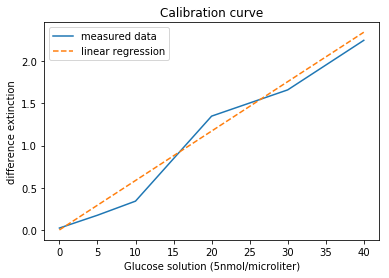 Calibration curve
measured data
linear regression
difference extinction
2.0
1.5
1.0
0.5
0.0
0 5 10 15 20 25 30 35 40
Glucose solution (5nmol/microliter)